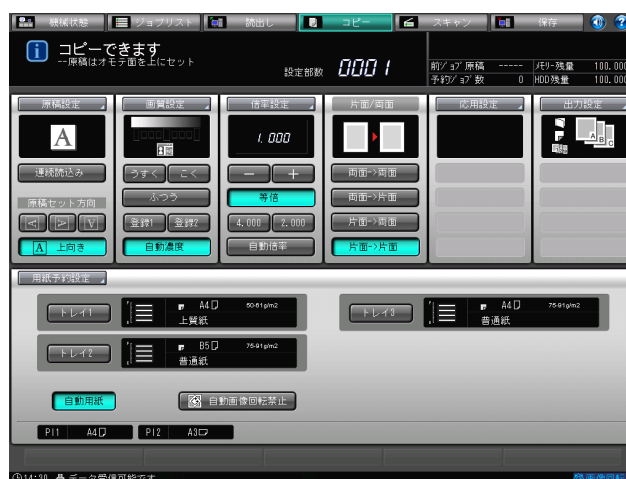 機械状態 ジョブリスト 読出し コピー スキャン 保存
コピーできます
--原稿はオモテ面を上にセット
設定部数 0001
前ジョブ原稿 -----
予約ジョブ数 0
メモリー残量 100.000
HDD残量 100.000
原稿設定 画質設定 倍率設定 片面/両面 応用設定 出力設定
A
1.000
連続読込み
うすく こく
- +
両面->両面
原稿セット方向
ふつう
等倍
両面->片面
登録1 登録2
4.000 2.000
片面->両面
A 上向き
自動濃度
自動倍率
片面->片面
用紙予約設定
トレイ1 A4 50-61g/m2
上質紙
トレイ3 A4 75-91g/m2
普通紙
トレイ2 B5 75-91g/m2
普通紙
自動用紙 自動画像回転禁止
PI1 A4 PI2 A3
14:30 データ受信可能です
画像回転